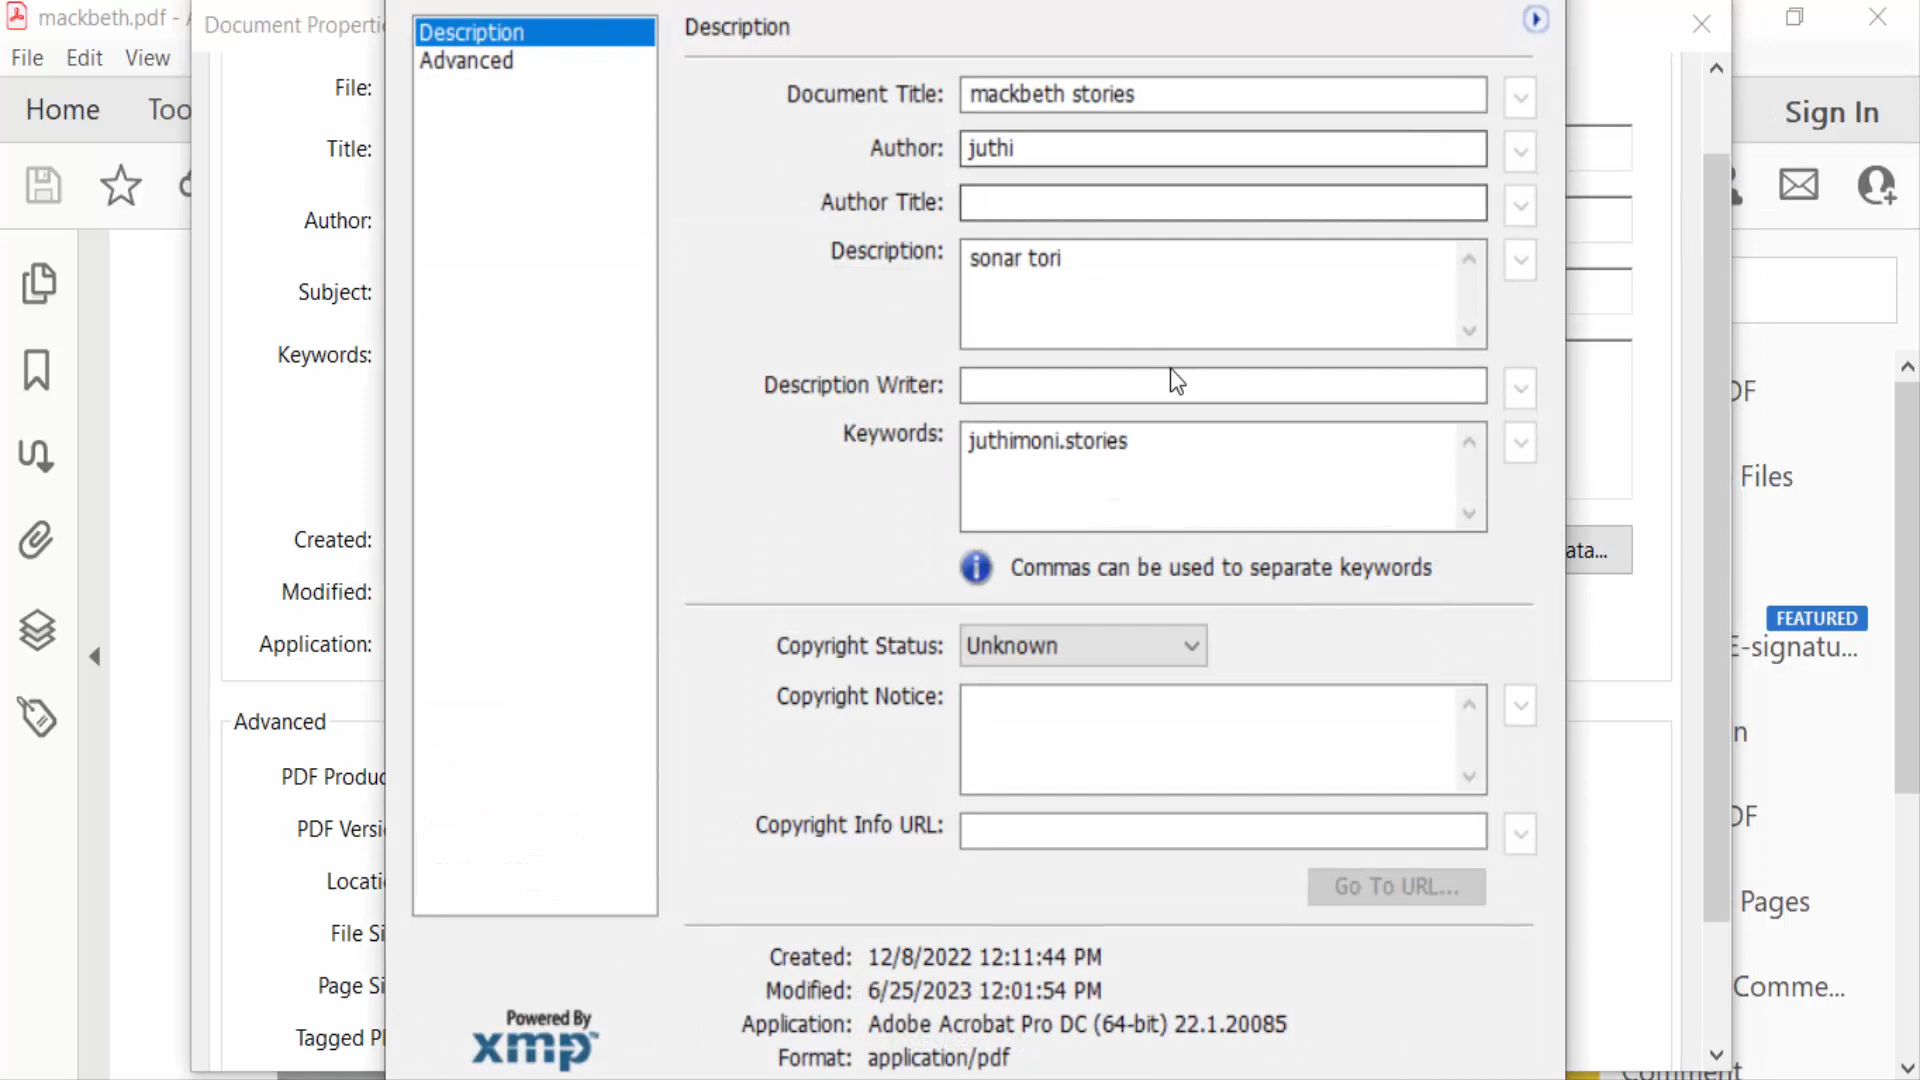 mackbeth.pdf - 
Document Properti
File Edit View
Home Too
Sign In
File:
Title:
Author:
Subject:
Keywords:
Created:
Modified:
Application:
Advanced
PDF Produc
PDF Versi
Locati
File Si
Page Si
Tagged P
Description
Advanced
Description
Document Title: mackbeth stories
Author: juthi
Author Title:
Description: sonar tori
Description Writer:
Keywords: juthimoni.stories
Commas can be used to separate keywords
Copyright Status: Unknown
Copyright Notice:
Copyright Info URL:
Go To URL...
Created: 12/8/2022 12:11:44 PM
Modified: 6/25/2023 12:01:54 PM
Application: Adobe Acrobat Pro DC (64-bit) 22.1.20085
Format: application/pdf
Powered By
xmp
ata...
DF
Files
FEATURED
E-signatu...
n
DF
Pages
Comme...
Comment